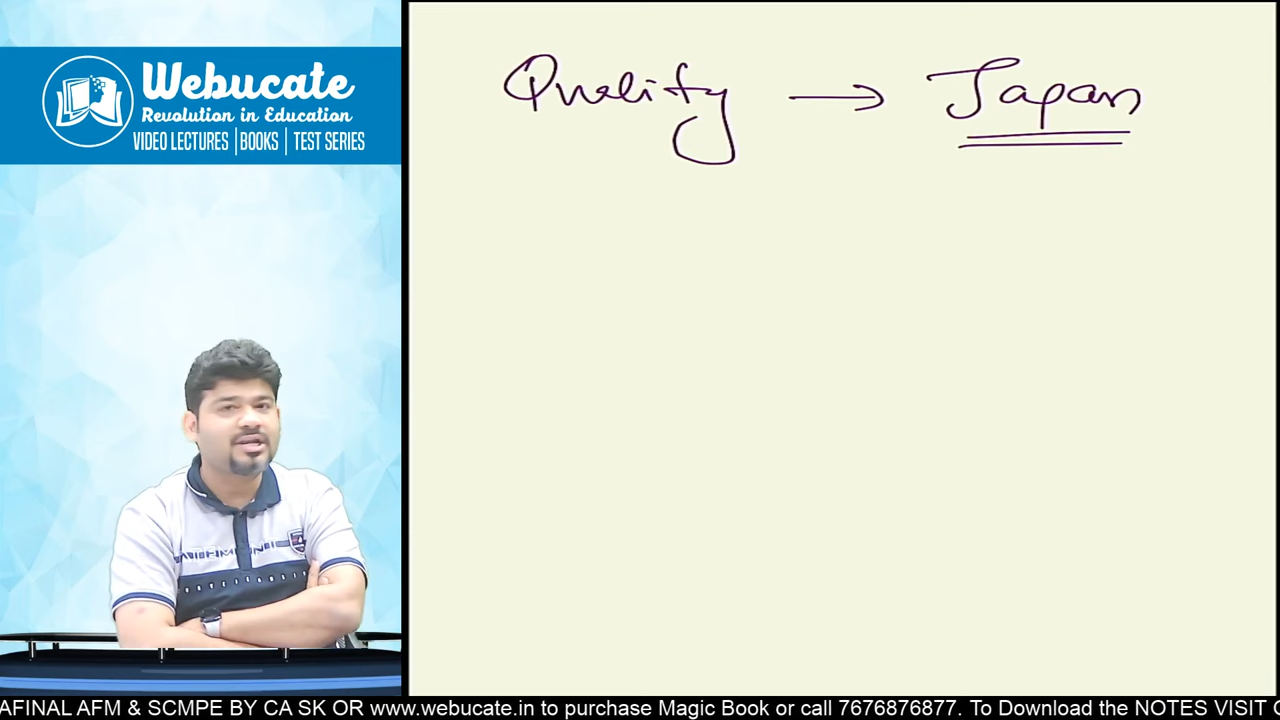 Webucate
Revolution in Education
VIDEO LECTURES | BOOKS | TEST SERIES
Quality → Japan
AFINAL AFM & SCMPE BY CA SK OR www.webucate.in to purchase Magic Book or call 7676876877. To Download the NOTES VISIT